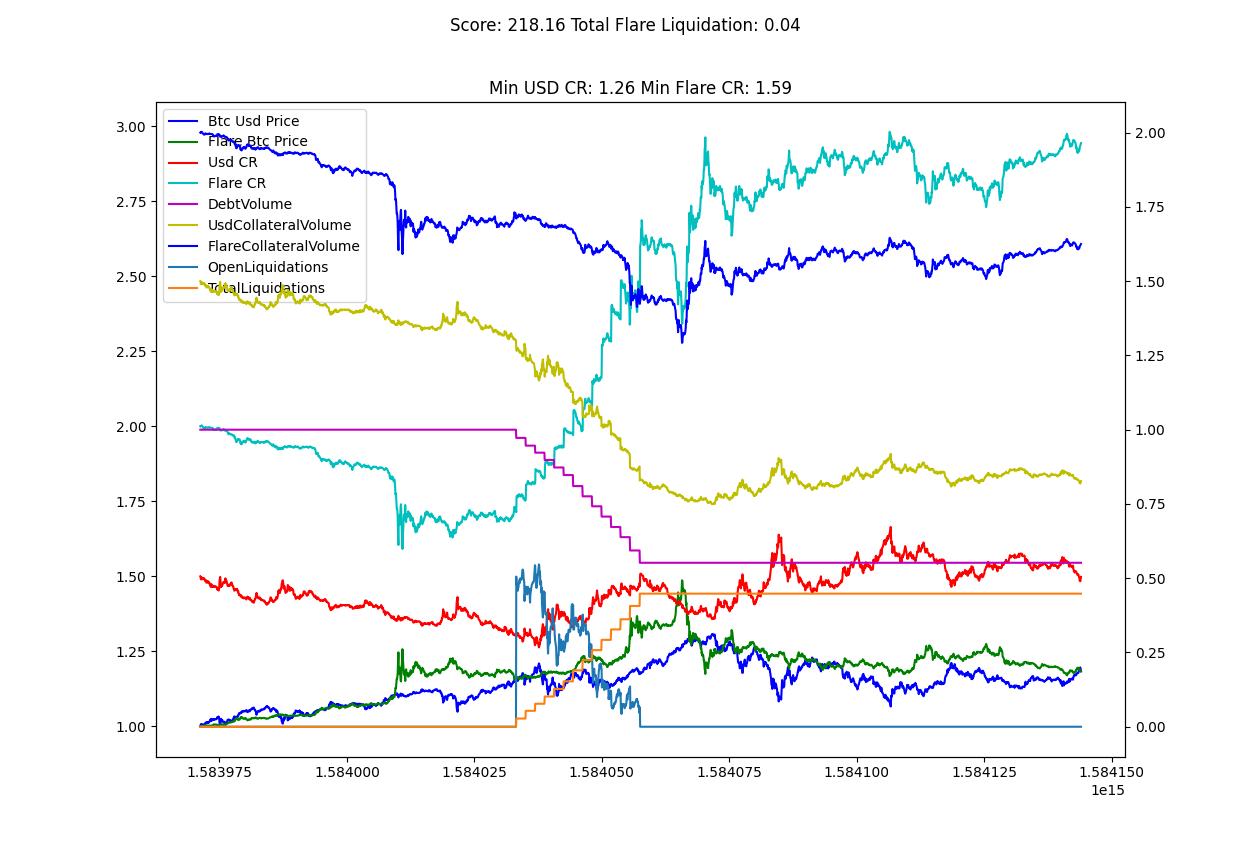 Score: 218.16 Total Flare Liquidation: 0.04
Min USD CR: 1.26 Min Flare CR: 1.59
Btc Usd Price
Flare Btc Price
Usd CR
Flare CR
DebtVolume
UsdCollateralVolume
FlareCollateralVolume
OpenLiquidations
TotalLiquidations
3.00
2.75
2.50
2.25
2.00
1.75
1.50
1.25
1.00
2.00
1.75
1.50
1.25
1.00
0.75
0.50
0.25
0.00
1.583975 1.584000 1.584025 1.584050 1.584075 1.584100 1.584125 1.584150
1e15